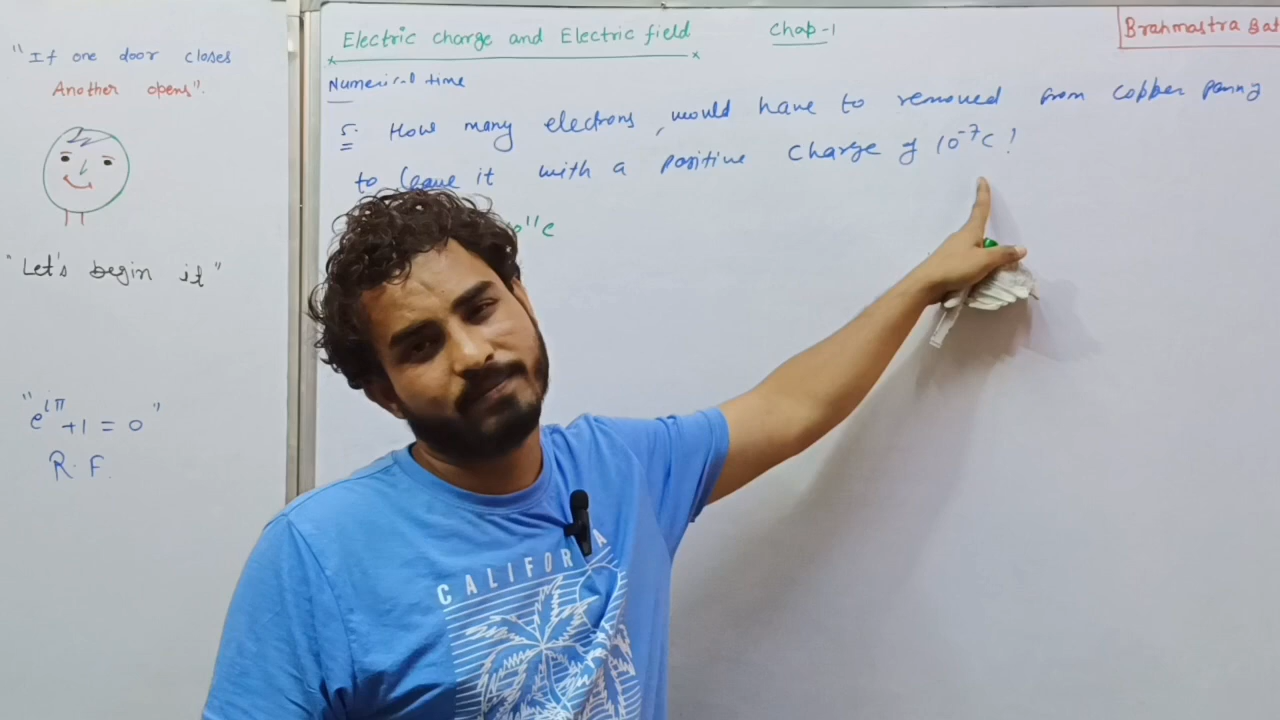 "If one door closes
Another opens".
"Let's begin it"
"e^iπ +1 = 0"
R. F.
Electric charge and Electric field
Chap-1
Brahmastra Bat
Numerical time
5. How many electrons, would have to removed from copper penny
to leave it with a positive charge of 10⁻⁷C?
¹¹e
CALIFORNIA